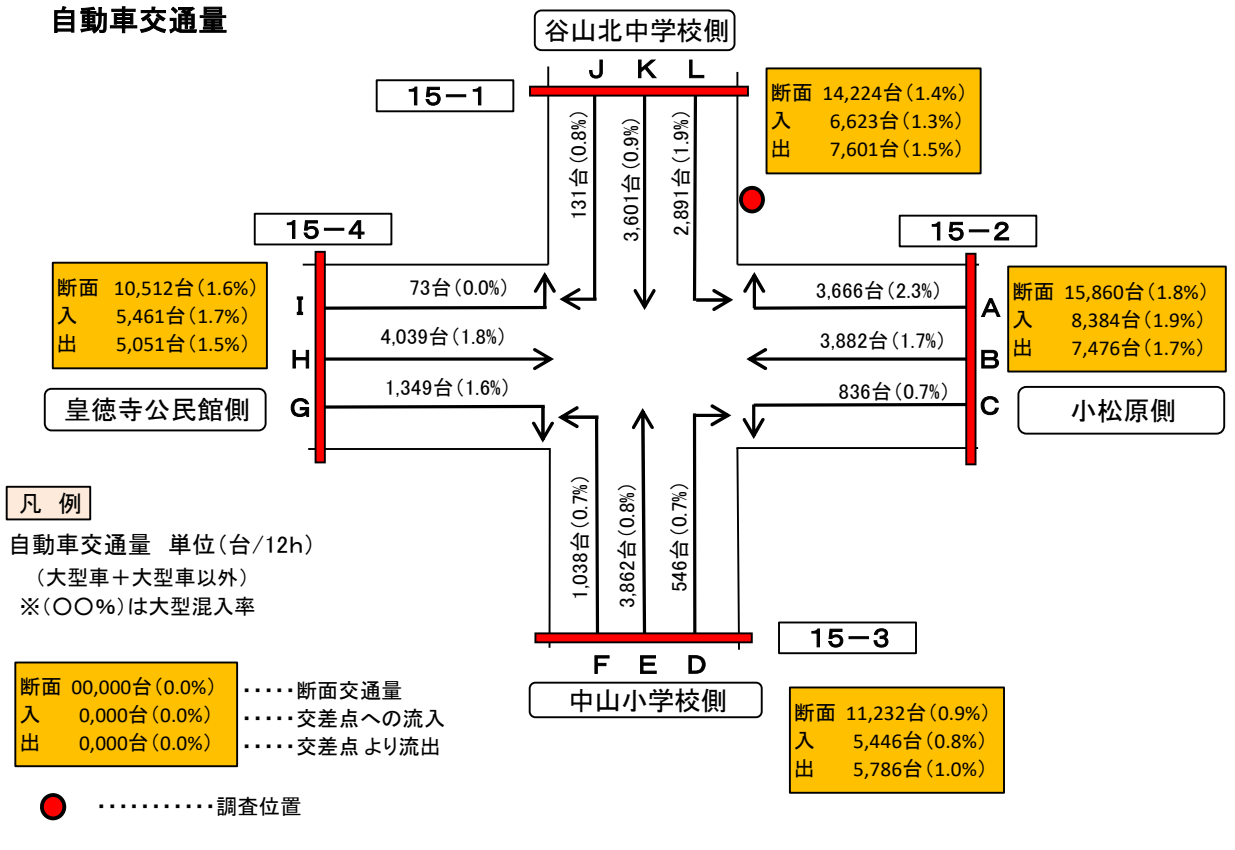 自動車交通量
谷山北中学校側
J K L
15-1
断面 14,224台(1.4%)
入 6,623台(1.3%)
出 7,601台(1.5%)
131台(0.8%)
3,601台(0.9%)
2,891台(1.9%)
15-4
15-2
断面 10,512台(1.6%)
入 5,461台(1.7%)
出 5,051台(1.5%)
I
73台(0.0%)
H
4,039台(1.8%)
G
1,349台(1.6%)
皇徳寺公民館側
3,666台(2.3%)
A
3,882台(1.7%)
B
836台(0.7%)
C
断面 15,860台(1.8%)
入 8,384台(1.9%)
出 7,476台(1.7%)
小松原側
1,038台(0.7%)
3,862台(0.8%)
546台(0.7%)
F E D
15-3
中山小学校側
断面 11,232台(0.9%)
入 5,446台(0.8%)
出 5,786台(1.0%)
凡 例
自動車交通量 単位(台/12h)
(大型車+大型車以外)
※(○○%)は大型混入率
断面 00,000台(0.0%) ・・・・・断面交通量
入 0,000台(0.0%) ・・・・・交差点への流入
出 0,000台(0.0%) ・・・・・交差点より流出
・・・・・・・・・・・調査位置